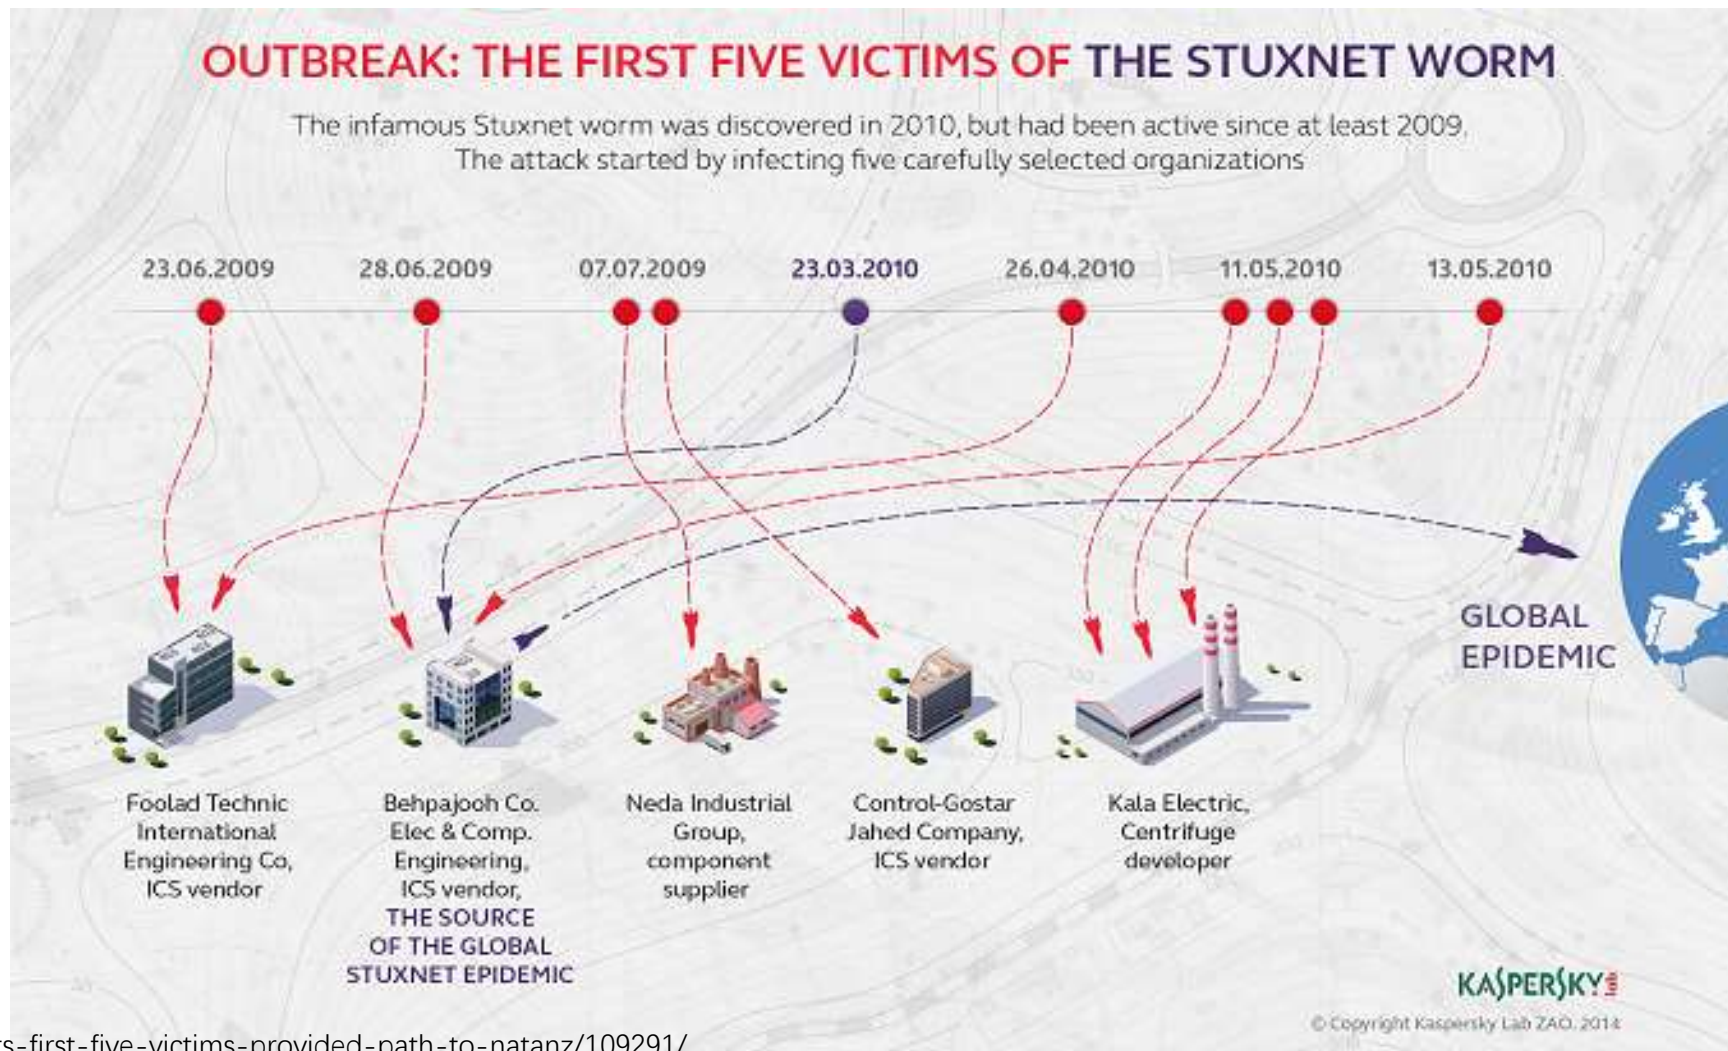 OUTBREAK: THE FIRST FIVE VICTIMS OF THE STUXNET WORM
The infamous Stuxnet worm was discovered in 2010, but had been active since at least 2009.
The attack started by infecting five carefully selected organizations
23.06.2009
28.06.2009
07.07.2009
23.03.2010
26.04.2010
11.05.2010
13.05.2010
GLOBAL
EPIDEMIC
Foolad Technic
International
Engineering Co,
ICS vendor
Behpajooh Co.
Elec & Comp.
Engineering,
ICS vendor,
THE SOURCE
OF THE GLOBAL
STUXNET EPIDEMIC
Neda Industrial
Group,
component
supplier
Control-Gostar
Jahed Company,
ICS vendor
Kala Electric,
Centrifuge
developer
KASPERSKY lab
© Copyright Kaspersky Lab ZAO. 2014
ts-first-five-victims-provided-path-to-natanz/109291/